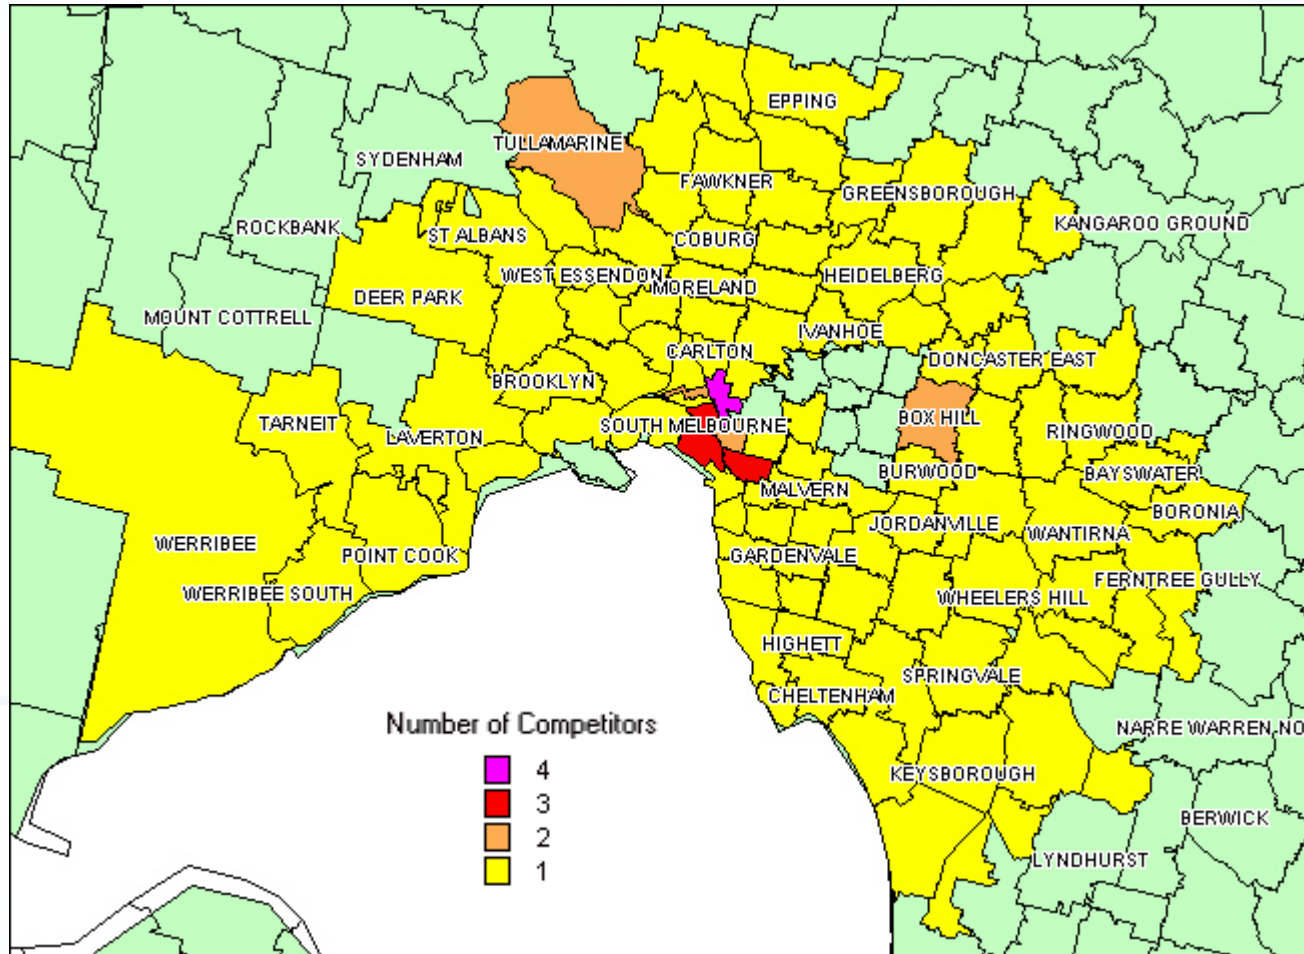 EPPING
TULLAMARINE
SYDENHAM
FAWKNER
GREENSBOROUGH
KANGAROO GROUND
ROCKBANK
ST ALBANS
COBURG
WEST ESSENDON
HEIDELBERG
MORELAND
DEER PARK
MOUNT COTTRELL
IVANHOE
CARLTON
DONCASTER EAST
BROOKLYN
BOX HILL
TARNEIT
SOUTH MELBOURNE
RINGWOOD
LAVERTON
BURWOOD
BAYSWATER
MALVERN
BORONIA
JORDANVILLE
WANTIRNA
WERRIBEE
POINT COOK
GARDENVALE
FERNTREE GULLY
WERRIBEE SOUTH
WHEELERS HILL
HIGHETT
SPRINGVALE
CHELTENHAM
Number of Competitors
NARRE WARREN NO
4
KEYSBOROUGH
3
BERWICK
2
LYNDHURST
1